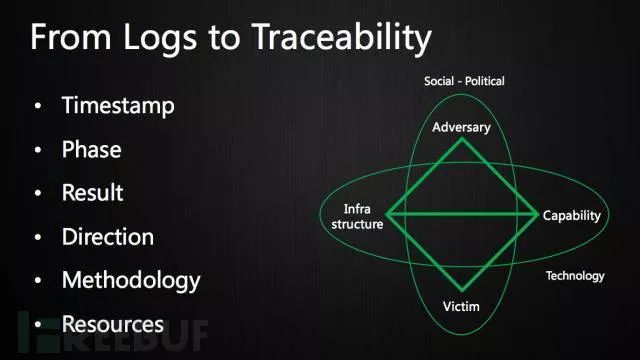 From Logs to Traceability
• Timestamp
• Phase
• Result
• Direction
• Methodology
• Resources
Social - Political
Adversary
Infra
structure
Capability
Technology
Victim
FREEBUF